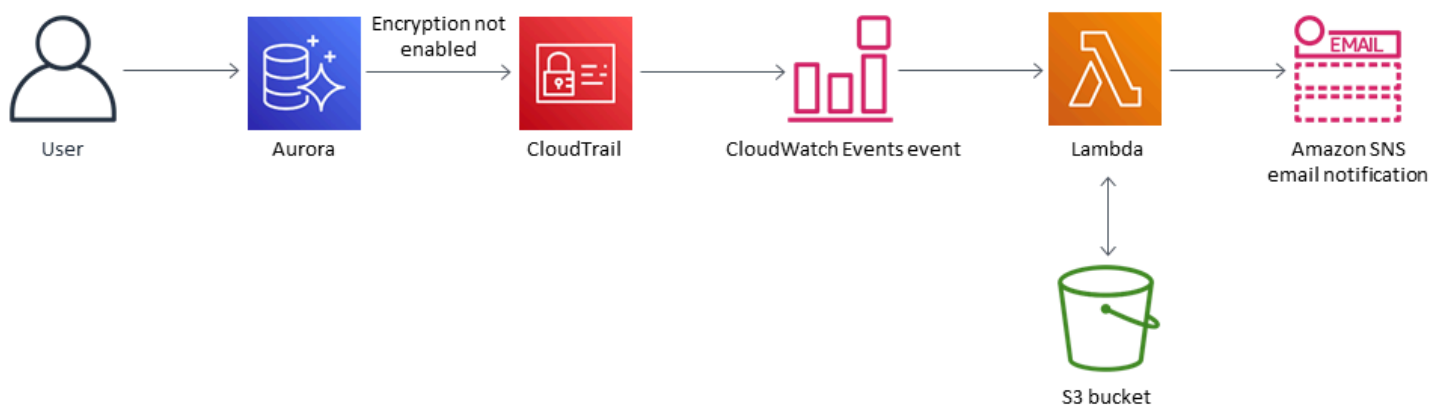 Encryption not
enabled
EMAIL
User
Aurora
CloudTrail
CloudWatch Events event
Lambda
Amazon SNS
email notification
S3 bucket